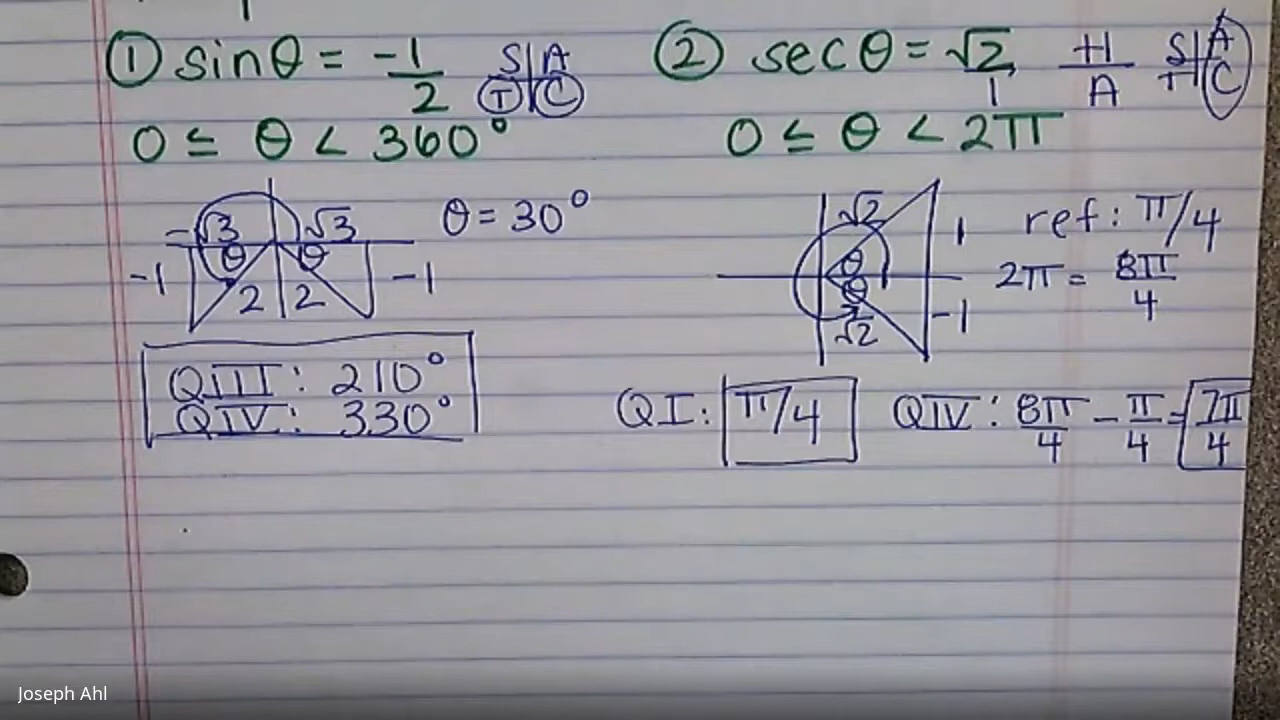 ① sinθ = -1/2 S A T C
0 ≤ θ < 360°
-√3 √3 θ = 30°
θ θ
-1 2 2 -1
QIII: 210°
QIV: 330°
② secθ = √2/1 H/A S A T C
0 ≤ θ < 2π
√2 1 ref: π/4
θ
θ 2π = 8π/4
√2 -1
QI: π/4 QIV: 8π/4 - π/4 = 7π/4
Joseph Ahl